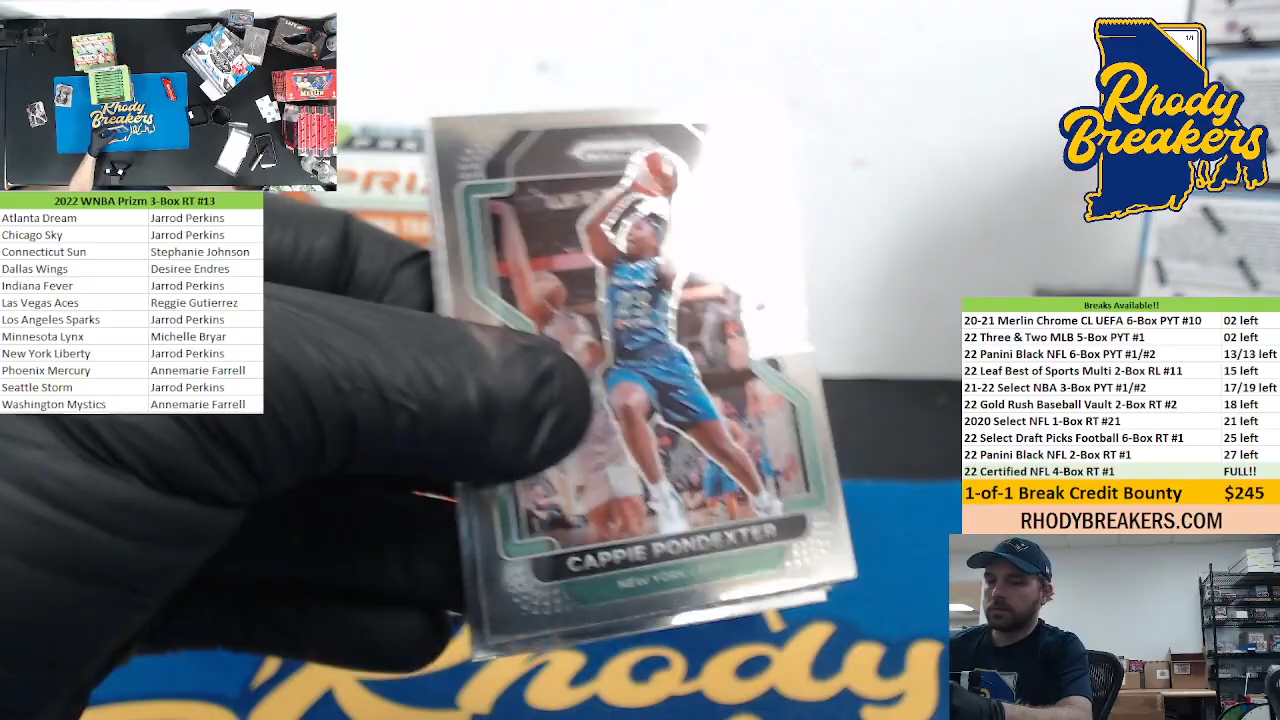 Rhody
Breakers
2022 WNBA Prizm 3-Box RT #13
Atlanta Dream Jarrod Perkins
Chicago Sky Jarrod Perkins
Connecticut Sun Stephanie Johnson
Dallas Wings Desiree Endres
Indiana Fever Jarrod Perkins
Las Vegas Aces Reggie Gutierrez
Los Angeles Sparks Jarrod Perkins
Minnesota Lynx Michelle Bryar
New York Liberty Jarrod Perkins
Phoenix Mercury Annemarie Farrell
Seattle Storm Jarrod Perkins
Washington Mystics Annemarie Farrell
CAPPIE PONDEXTER
NEW YORK
Rhody
1/1
Rhody
Breakers
Breaks Available!!
20-21 Merlin Chrome CL UEFA 6-Box PYT #10 02 left
22 Three & Two MLB 5-Box PYT #1 02 left
22 Panini Black NFL 6-Box PYT #1/#2 13/13 left
22 Leaf Best of Sports Multi 2-Box RL #11 15 left
21-22 Select NBA 3-Box PYT #1/#2 17/19 left
22 Gold Rush Baseball Vault 2-Box RT #2 18 left
2020 Select NFL 1-Box RT #21 21 left
22 Select Draft Picks Football 6-Box RT #1 25 left
22 Panini Black NFL 2-Box RT #1 27 left
22 Certified NFL 4-Box RT #1 FULL!!
1-of-1 Break Credit Bounty $245
RHODYBREAKERS.COM